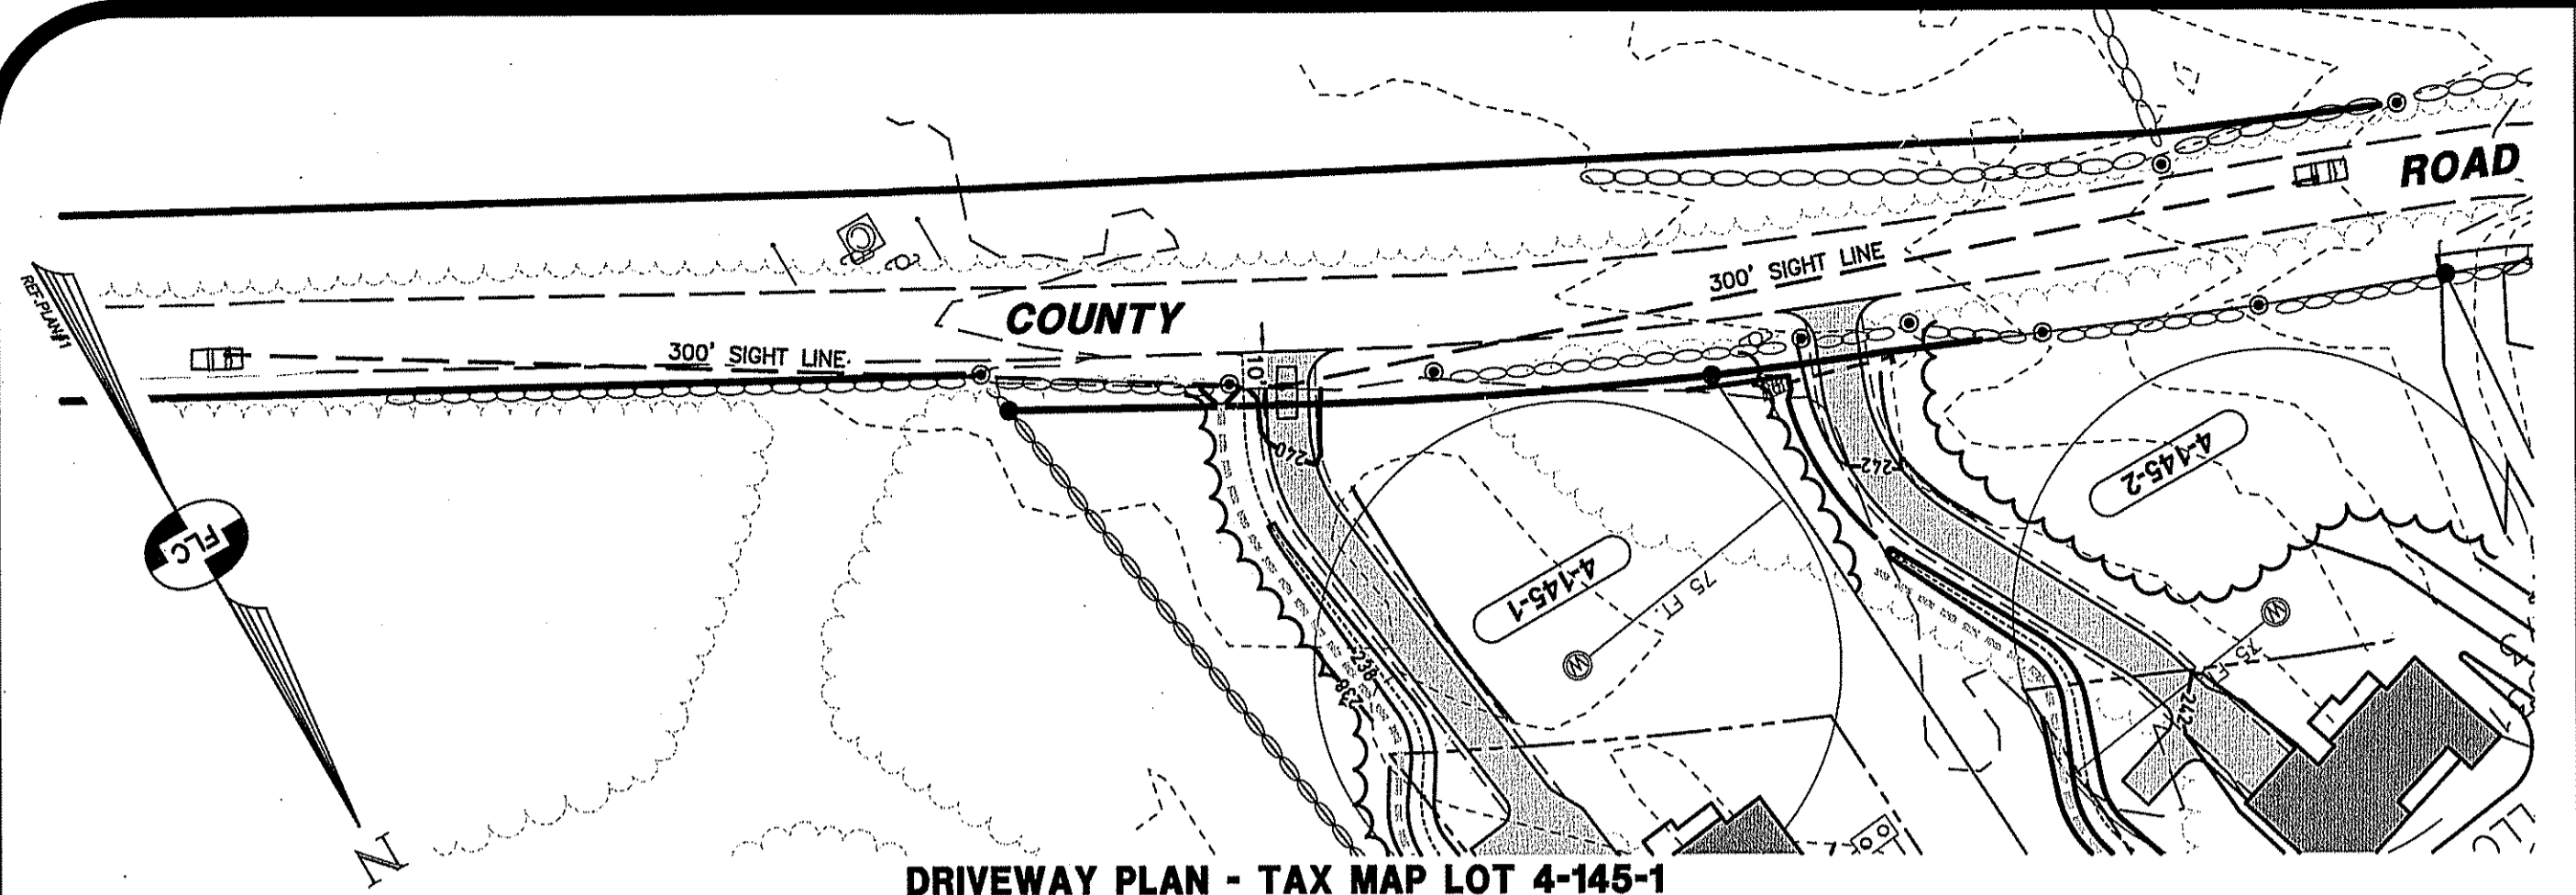 ROAD
300' SIGHT LINE
REF.PLAN#1
COUNTY
300' SIGHT LINE
10'
4-145-2
240
242
FLC
4-145-1
75 FT.
W
W
75 FT.
238
238
242
N
DRIVEWAY PLAN - TAX MAP LOT 4-145-1